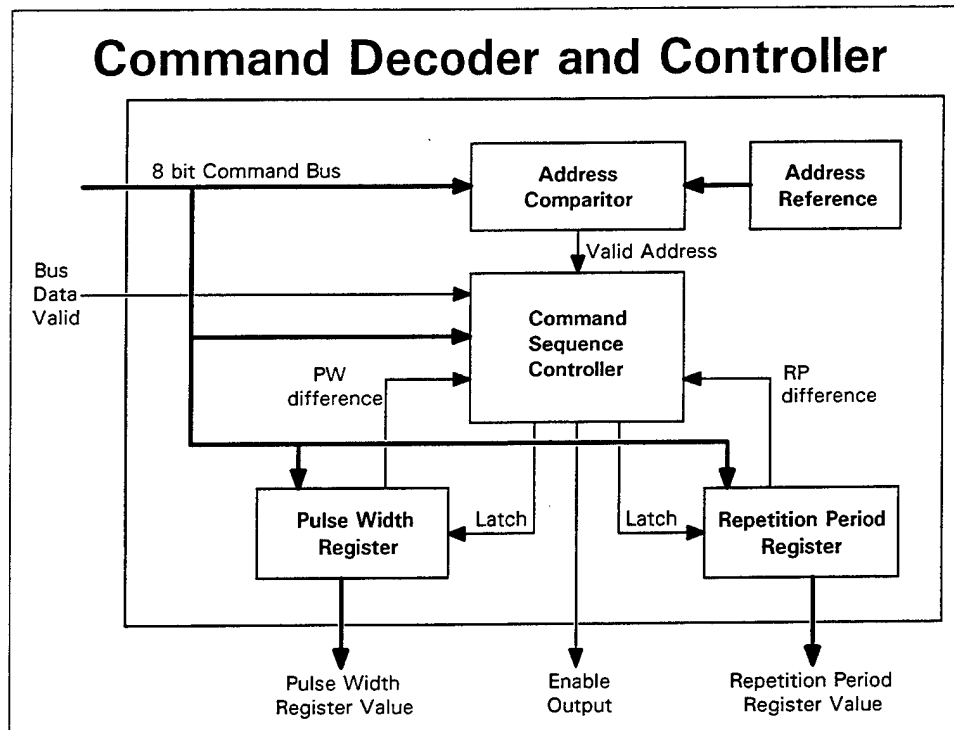 Command Decoder and Controller
8 bit Command Bus
Address
Comparitor
Address
Reference
Valid Address
Bus
Data
Valid
Command
Sequence
Controller
PW
difference
RP
difference
Pulse Width
Register
Latch
Latch
Repetition Period
Register
Pulse Width
Register Value
Enable
Output
Repetition Period
Register Value